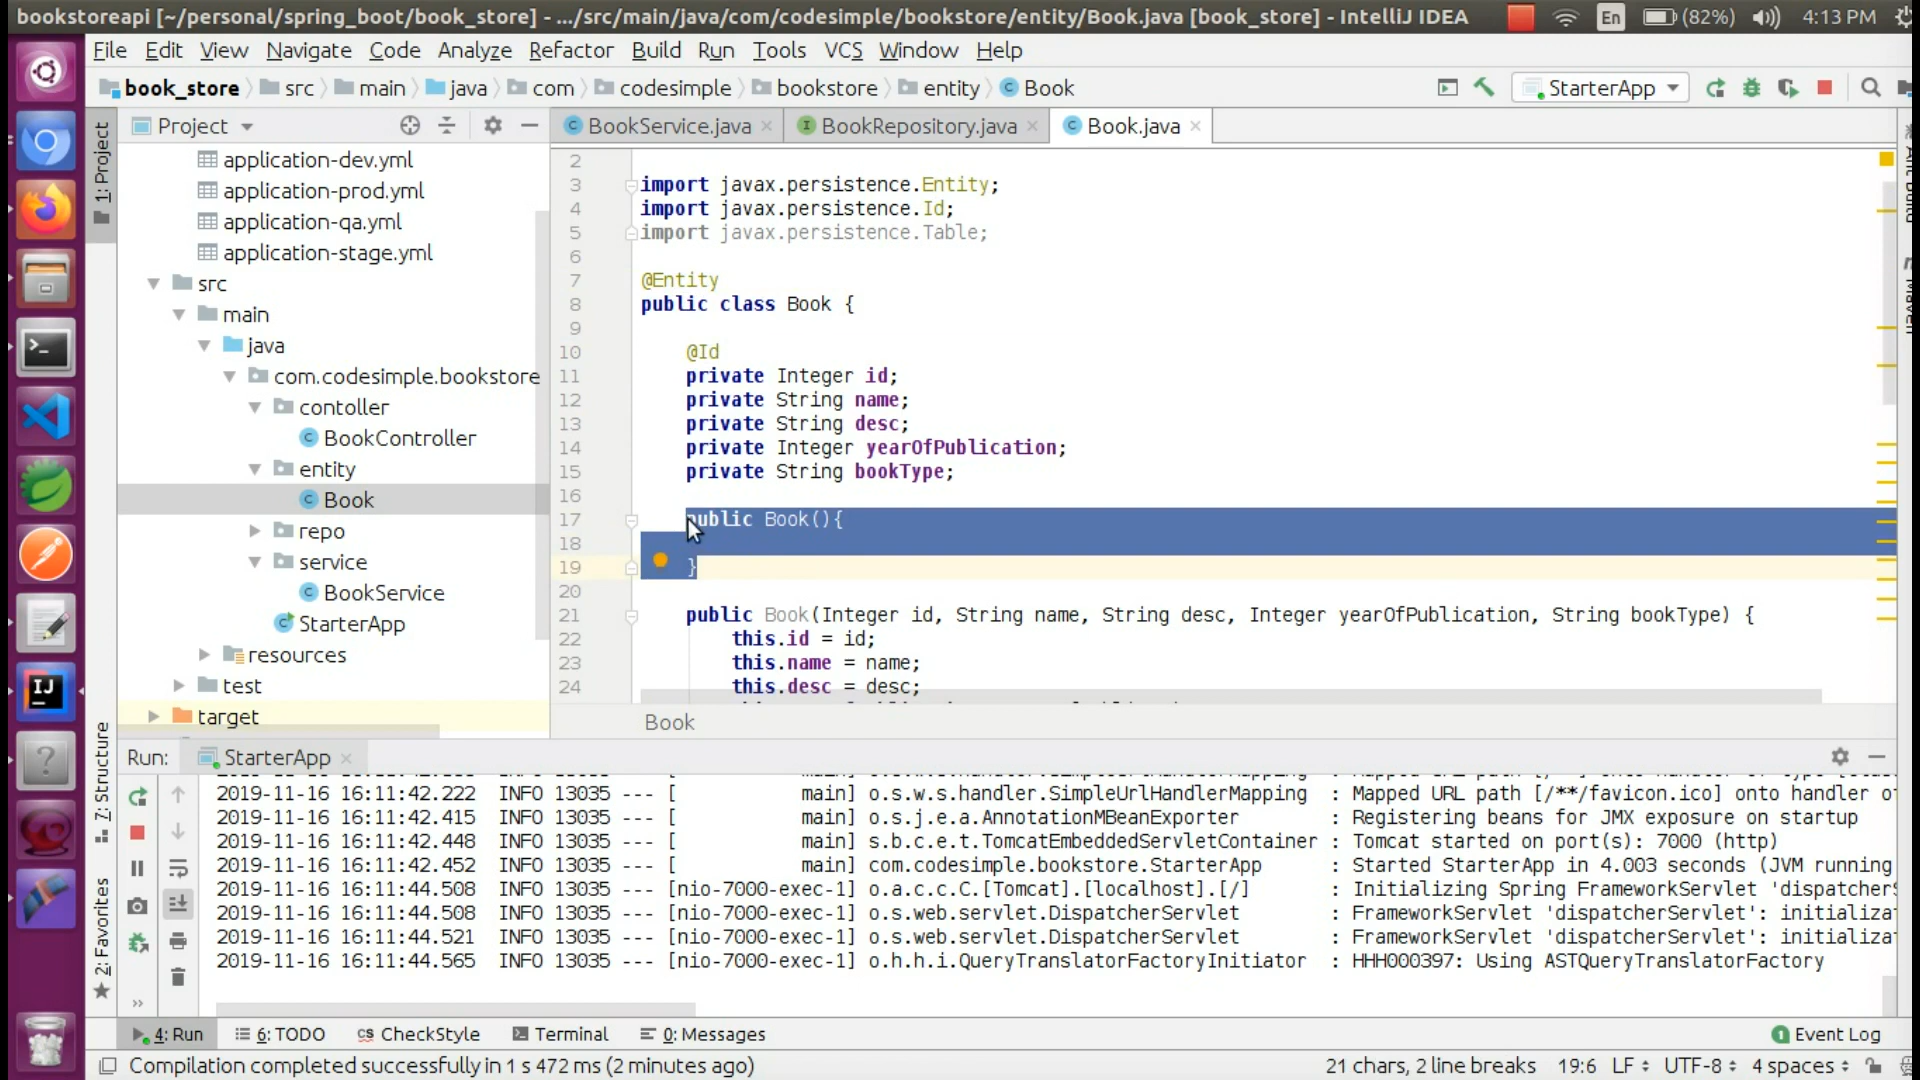 bookstoreapi [~/personal/spring_boot/book_store] - .../src/main/java/com/codesimple/bookstore/entity/Book.java [book_store] - IntelliJ IDEA En (82%) 4:13 PM
File Edit View Navigate Code Analyze Refactor Build Run Tools VCS Window Help
book_store src main java com codesimple bookstore entity Book StarterApp
1: Project
Project
BookService.java BookRepository.java Book.java
application-dev.yml
application-prod.yml
application-qa.yml
application-stage.yml
src
main
java
com.codesimple.bookstore
contoller
BookController
entity
Book
repo
service
BookService
StarterApp
resources
test
target
2
3 import javax.persistence.Entity;
4 import javax.persistence.Id;
5 import javax.persistence.Table;
6
7 @Entity
8 public class Book {
9
10 @Id
11 private Integer id;
12 private String name;
13 private String desc;
14 private Integer yearOfPublication;
15 private String bookType;
16
17 public Book(){
18
19 }
20
21 public Book(Integer id, String name, String desc, Integer yearOfPublication, String bookType) {
22 this.id = id;
23 this.name = name;
24 this.desc = desc;
Book
7: Structure
2: Favorites
Run: StarterApp
2019-11-16 16:11:42.222 INFO 13035 --- [ main] o.s.w.s.handler.SimpleUrlHandlerMapping : Mapped URL path [/**/favicon.ico] onto handler of
2019-11-16 16:11:42.415 INFO 13035 --- [ main] o.s.j.e.a.AnnotationMBeanExporter : Registering beans for JMX exposure on startup
2019-11-16 16:11:42.448 INFO 13035 --- [ main] s.b.c.e.t.TomcatEmbeddedServletContainer : Tomcat started on port(s): 7000 (http)
2019-11-16 16:11:42.452 INFO 13035 --- [ main] com.codesimple.bookstore.StarterApp : Started StarterApp in 4.003 seconds (JVM running
2019-11-16 16:11:44.508 INFO 13035 --- [nio-7000-exec-1] o.a.c.c.C.[Tomcat].[localhost].[/] : Initializing Spring FrameworkServlet 'dispatcherS
2019-11-16 16:11:44.508 INFO 13035 --- [nio-7000-exec-1] o.s.web.servlet.DispatcherServlet : FrameworkServlet 'dispatcherServlet': initializat
2019-11-16 16:11:44.521 INFO 13035 --- [nio-7000-exec-1] o.s.web.servlet.DispatcherServlet : FrameworkServlet 'dispatcherServlet': initializat
2019-11-16 16:11:44.565 INFO 13035 --- [nio-7000-exec-1] o.h.h.i.QueryTranslatorFactoryInitiator : HHH000397: Using ASTQueryTranslatorFactory
4: Run 6: TODO CheckStyle Terminal 0: Messages 1 Event Log
Compilation completed successfully in 1 s 472 ms (2 minutes ago) 21 chars, 2 line breaks 19:6 LF UTF-8 4 spaces